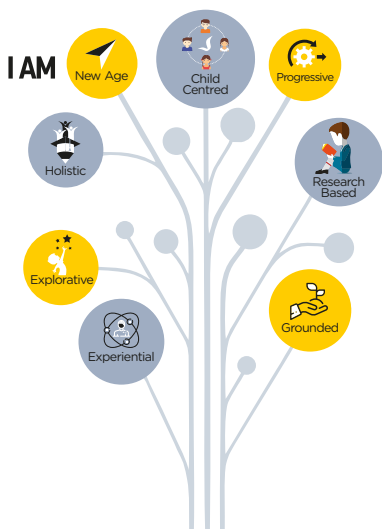 I AM
New Age
Child
Centred
Progressive
Holistic
Research
Based
Explorative
Grounded
Experiential